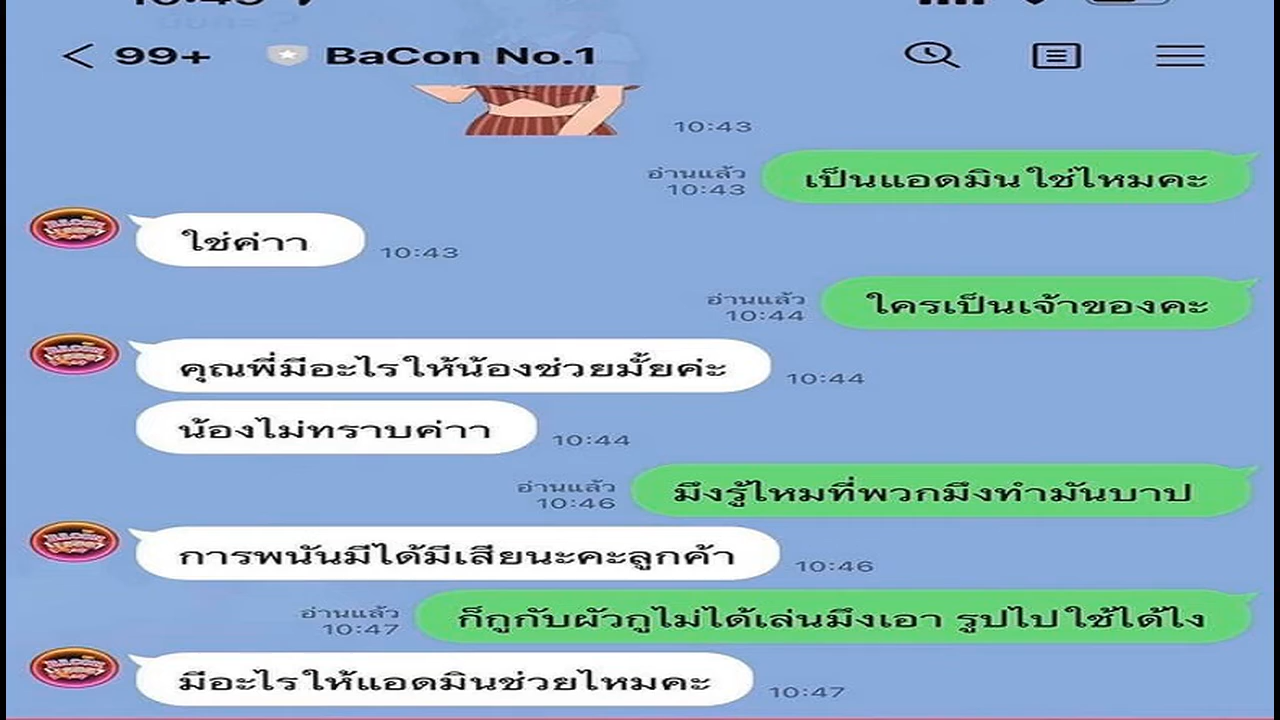 99+
BaCon No.1
10:43
เป็นแอดมินใช่ไหมคะ
อ่านแล้ว
10:43
ใช่ค่าา
10:43
ใครเป็นเจ้าของคะ
อ่านแล้ว
10:44
คุณพี่มีอะไรให้น้องช่วยมั้ยค่ะ
10:44
น้องไม่ทราบค่าา
10:44
มึงรู้ไหมที่พวกมึงทำมันบาป
อ่านแล้ว
10:46
การพนันมีได้มีเสียนะคะลูกค้า
10:46
ก็กูกับผัวกูไม่ได้เล่นมึงเอา รูปไปใช้ได้ไง
อ่านแล้ว
10:47
มีอะไรให้แอดมินช่วยไหมคะ
10:47